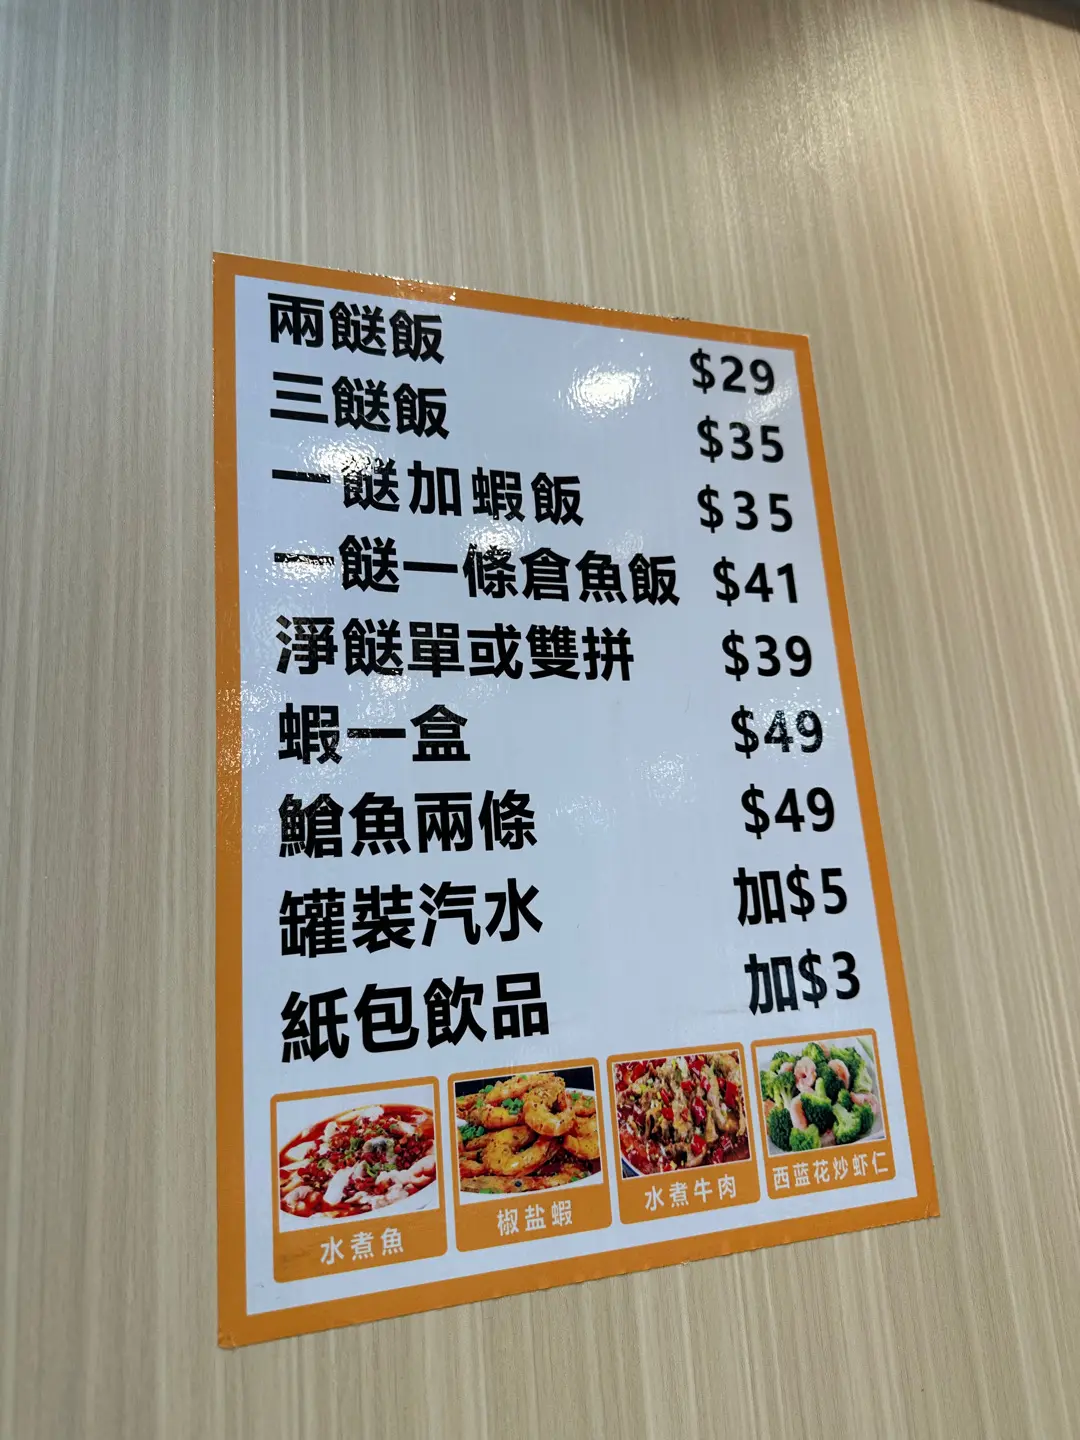 兩餸飯 $29
三餸飯 $35
一餸加蝦飯 $35
一餸一條倉魚飯 $41
淨餸單或雙拼 $39
蝦一盒 $49
鯧魚兩條 $49
罐裝汽水 加$5
紙包飲品 加$3
水煮魚
椒盐蝦
水煮牛肉
西蓝花炒虾仁